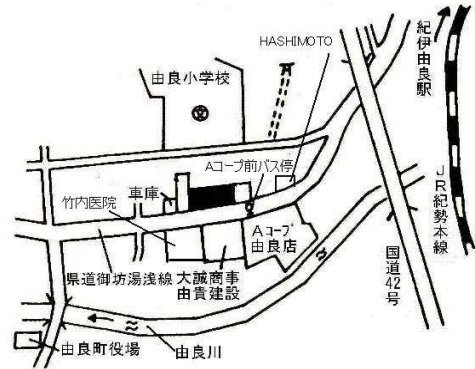 HASHIMOTO
紀伊由良駅
由良小学校
Aコープ前バス停
車庫
竹内医院
JR紀勢本線
Aコープ
由良店
県道御坊湯浅線
大誠商事
由貴建設
国道42号
由良町役場
由良川